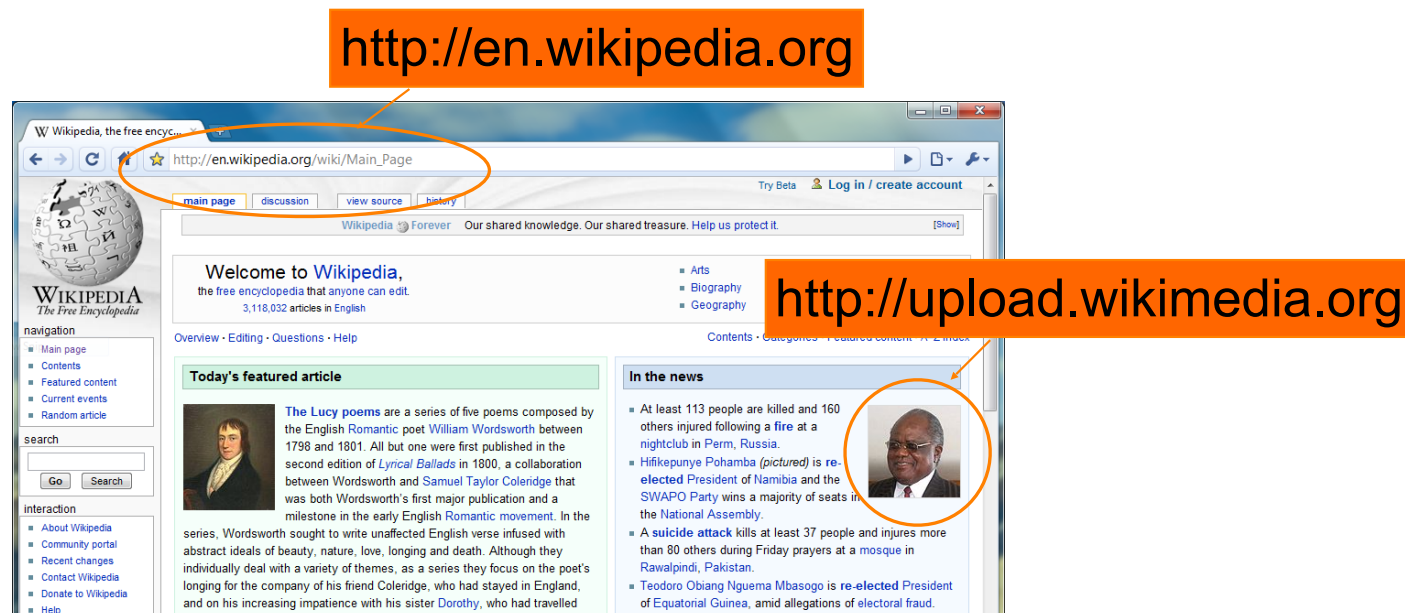 http://en.wikipedia.org
Wikipedia, the free encyc...
http://en.wikipedia.org/wiki/Main_Page
Try Beta Log in / create account
main page discussion view source history
Wikipedia Forever Our shared knowledge. Our shared treasure. Help us protect it. [Show]
WIKIPEDIA
The Free Encyclopedia
navigation
Main page
Contents
Featured content
Current events
Random article
search
Go Search
interaction
About Wikipedia
Community portal
Recent changes
Contact Wikipedia
Donate to Wikipedia
Help
Welcome to Wikipedia,
the free encyclopedia that anyone can edit.
3,118,032 articles in English
Arts
Biography
Geography
http://upload.wikimedia.org
Overview · Editing · Questions · Help
Contents · Categories · Featured content · A–Z index
Today's featured article
The Lucy poems are a series of five poems composed by
the English Romantic poet William Wordsworth between
1798 and 1801. All but one were first published in the
second edition of Lyrical Ballads in 1800, a collaboration
between Wordsworth and Samuel Taylor Coleridge that
was both Wordsworth's first major publication and a
milestone in the early English Romantic movement. In the
series, Wordsworth sought to write unaffected English verse infused with
abstract ideals of beauty, nature, love, longing and death. Although they
individually deal with a variety of themes, as a series they focus on the poet's
longing for the company of his friend Coleridge, who had stayed in England,
and on his increasing impatience with his sister Dorothy, who had travelled
In the news
At least 113 people are killed and 160
others injured following a fire at a
nightclub in Perm, Russia.
Hifikepunye Pohamba (pictured) is re-
elected President of Namibia and the
SWAPO Party wins a majority of seats in
the National Assembly.
A suicide attack kills at least 37 people and injures more
than 80 others during Friday prayers at a mosque in
Rawalpindi, Pakistan.
Teodoro Obiang Nguema Mbasogo is re-elected President
of Equatorial Guinea, amid allegations of electoral fraud.